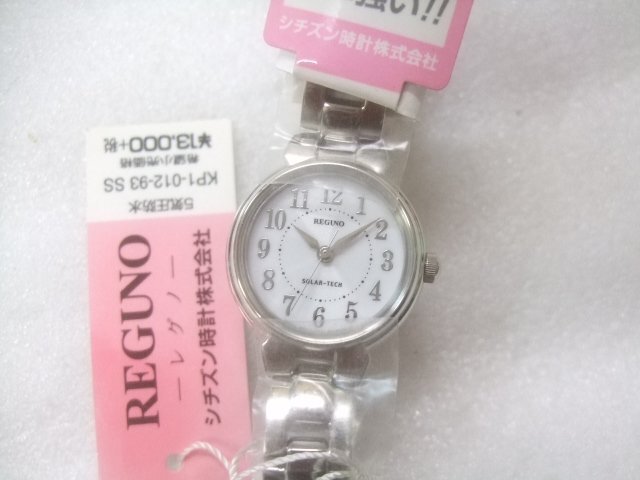 強い!!
シチズン時計株式会社
¥13,000+税
希望小売価格
KP1-012-93 SS
5気圧防水
REGUNO
—レグノ—
シチズン時計株式会社
12
1
2
3
4
5
6
7
8
9
10
11
REGUNO
SOLAR-TECH